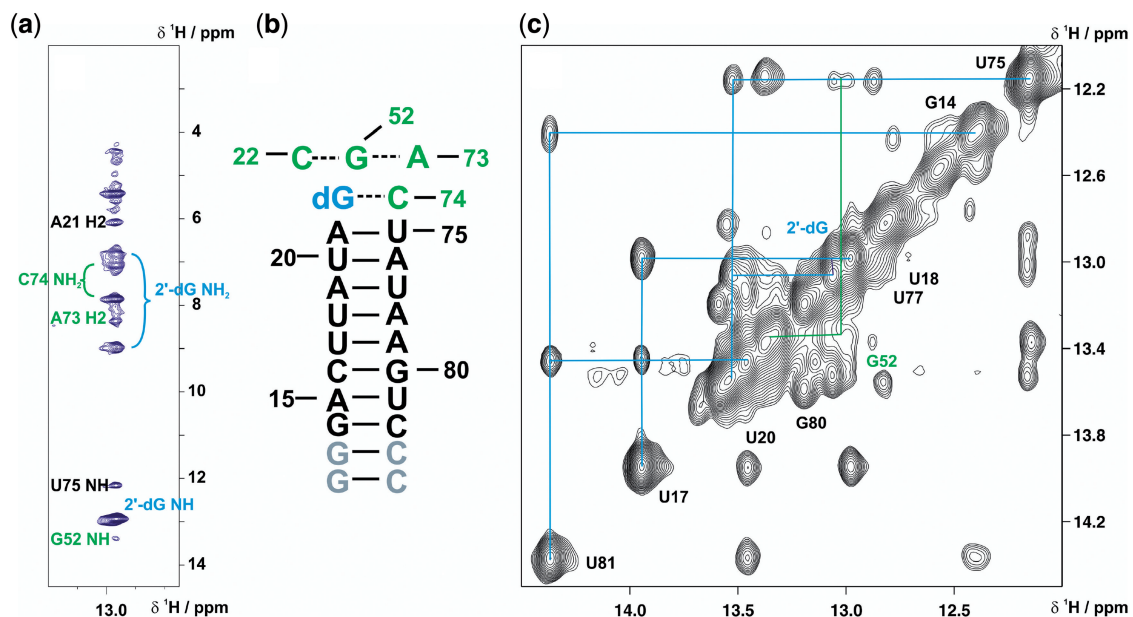 (a)
δ ¹H / ppm
4
6
8
10
12
14
A21 H2
C74 NH₂
2'-dG NH₂
A73 H2
U75 NH
2'-dG NH
G52 NH
13.0
δ ¹H / ppm
(b)
52
22 C G A 73
dG C 74
A U 75
20 U A
A U
U A
U A
C G 80
15 A U
G C
G C
G C
(c)
δ ¹H / ppm
U75
12.2
G14
12.6
2'-dG
13.0
U18
U77
13.4
G52
U20
G80
13.8
U17
14.2
U81
14.0 13.5 13.0 12.5
δ ¹H / ppm